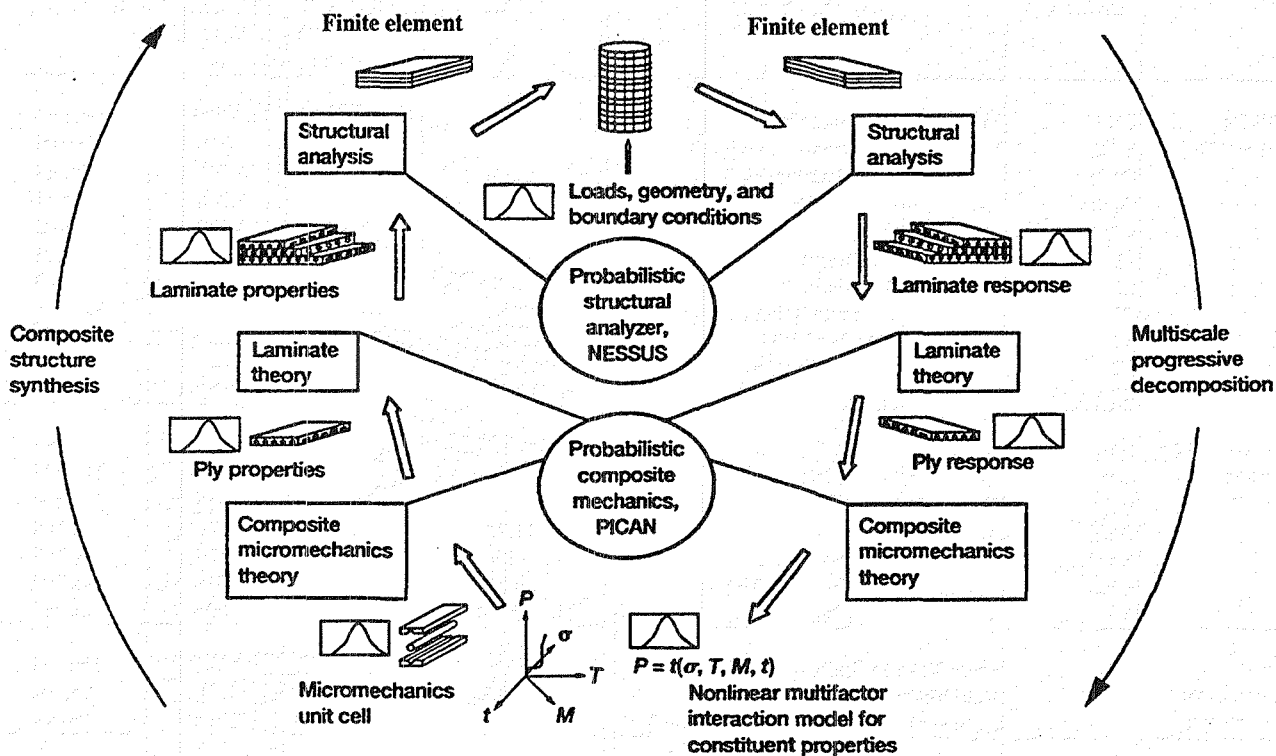 Finite element
Finite element
Structural
analysis
Structural
analysis
Loads, geometry, and
boundary conditions
Laminate properties
Probabilistic
structural
analyzer,
NESSUS
Laminate response
Composite
structure
synthesis
Laminate
theory
Laminate
theory
Multiscale
progressive
decomposition
Ply properties
Probabilistic
composite
mechanics,
PICAN
Ply response
Composite
micromechanics
theory
Composite
micromechanics
theory
P
σ
T
M
t
P = t(σ, T, M, t)
Micromechanics
unit cell
Nonlinear multifactor
interaction model for
constituent properties